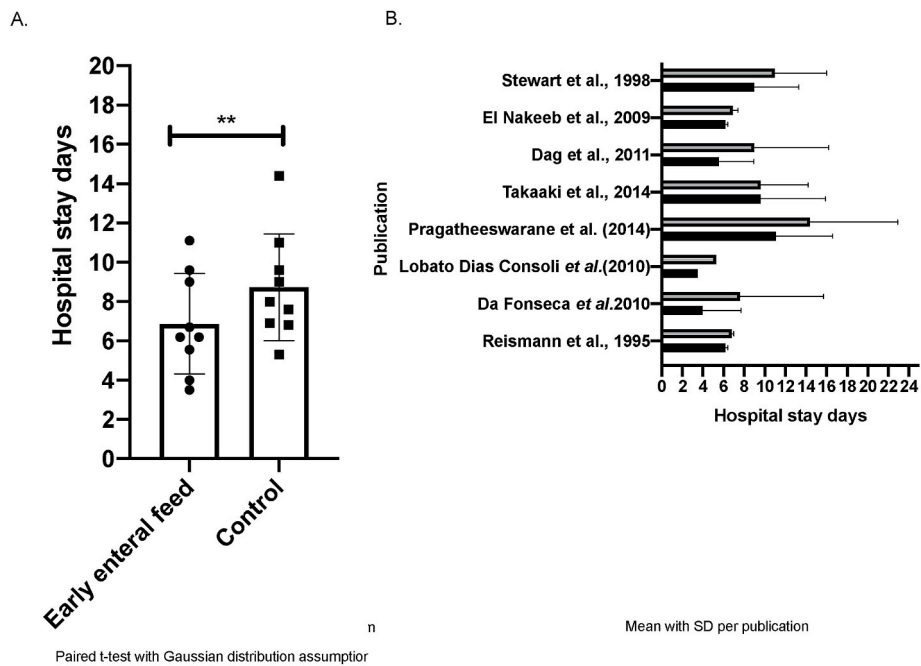 A.
20
18
16
14
12
10
8
6
4
2
0
Hospital stay days
**
Early enteral feed
Control
n
Paired t-test with Gaussian distribution assumptior
B.
Publication
Stewart et al., 1998
El Nakeeb et al., 2009
Dag et al., 2011
Takaaki et al., 2014
Pragatheeswarane et al. (2014)
Lobato Dias Consoli et al.(2010)
Da Fonseca et al.2010
Reismann et al., 1995
0 2 4 6 8 10 12 14 16 18 20 22 24
Hospital stay days
Mean with SD per publication